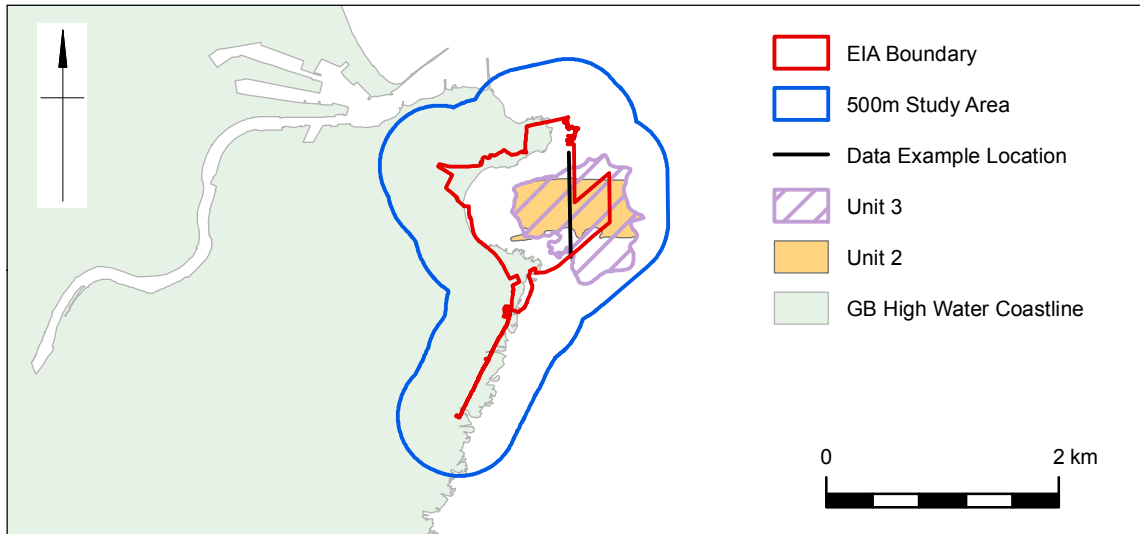 EIA Boundary
500m Study Area
Data Example Location
Unit 3
Unit 2
GB High Water Coastline
0 2 km